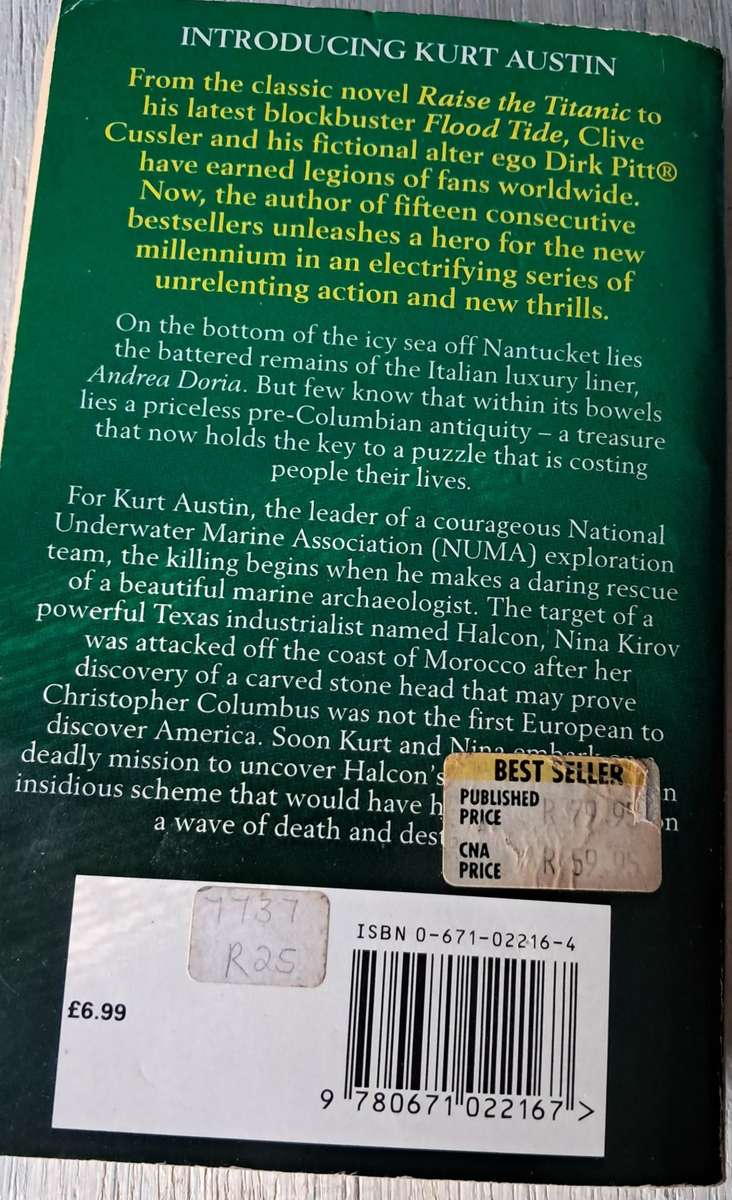 INTRODUCING KURT AUSTIN
From the classic novel Raise the Titanic to
his latest blockbuster Flood Tide, Clive
Cussler and his fictional alter ego Dirk Pitt®
have earned legions of fans worldwide.
Now, the author of fifteen consecutive
bestsellers unleashes a hero for the new
millennium in an electrifying series of
unrelenting action and new thrills.
On the bottom of the icy sea off Nantucket lies
the battered remains of the Italian luxury liner,
Andrea Doria. But few know that within its bowels
lies a priceless pre-Columbian antiquity – a treasure
that now holds the key to a puzzle that is costing
people their lives.
For Kurt Austin, the leader of a courageous National
Underwater Marine Association (NUMA) exploration
team, the killing begins when he makes a daring rescue
of a beautiful marine archaeologist. The target of a
powerful Texas industrialist named Halcon, Nina Kirov
was attacked off the coast of Morocco after her
discovery of a carved stone head that may prove
Christopher Columbus was not the first European to
discover America. Soon Kurt and Nina embark
deadly mission to uncover Halcon's
insidious scheme that would have
a wave of death and
BEST SELLER
PUBLISHED
PRICE R 79.95
CNA
PRICE R 59.95
7737
R25
ISBN 0-671-02216-4
£6.99
9 780671 022167 >